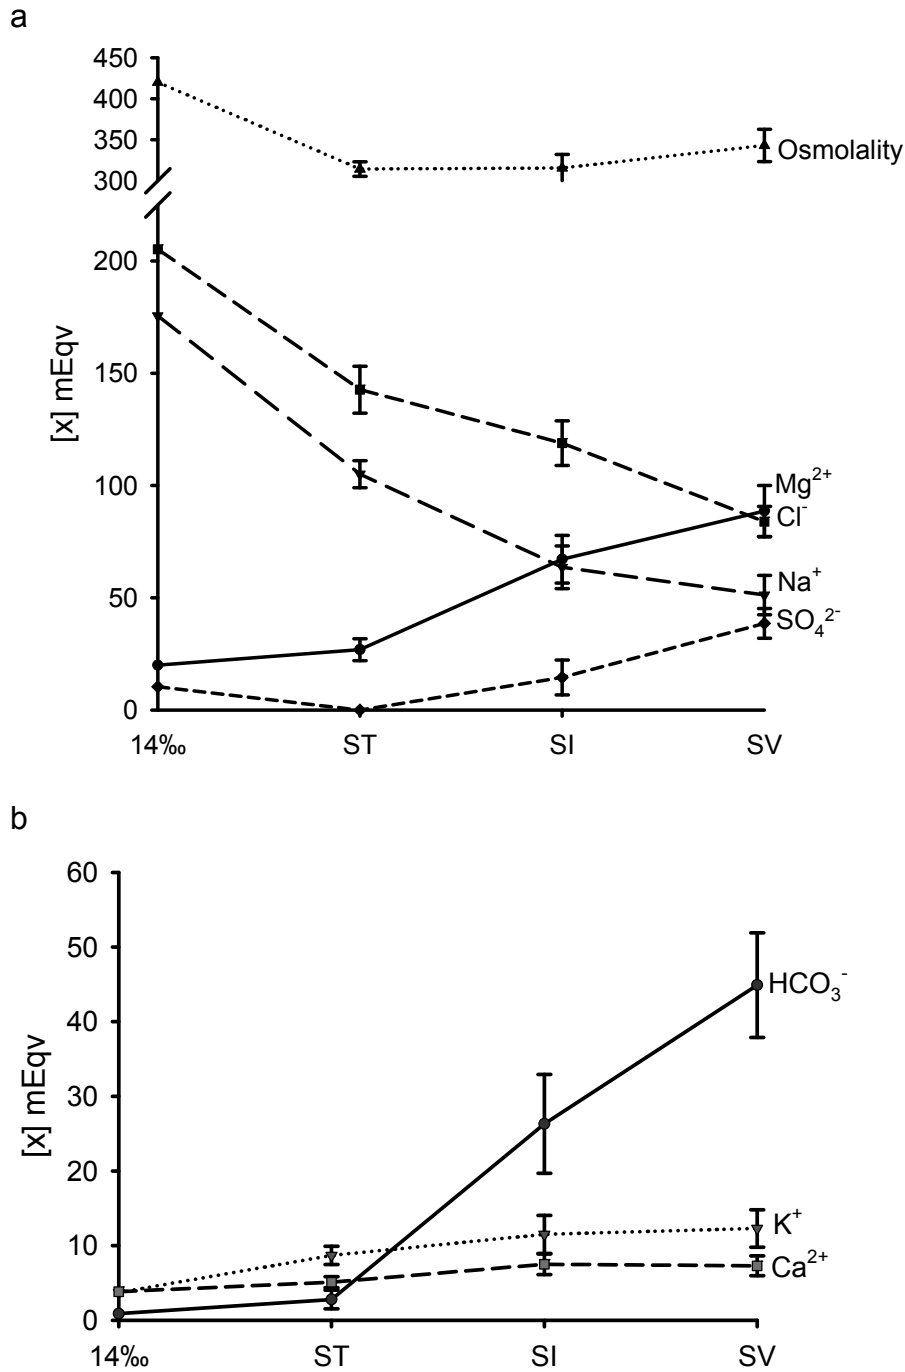 a
450
400
350
300
200
150
100
50
0
[x] mEqv
Osmolality
Mg²⁺
Cl⁻
Na⁺
SO₄²⁻
14‰ ST SI SV
b
60
50
40
30
20
10
0
[x] mEqv
HCO₃⁻
K⁺
Ca²⁺
14‰ ST SI SV